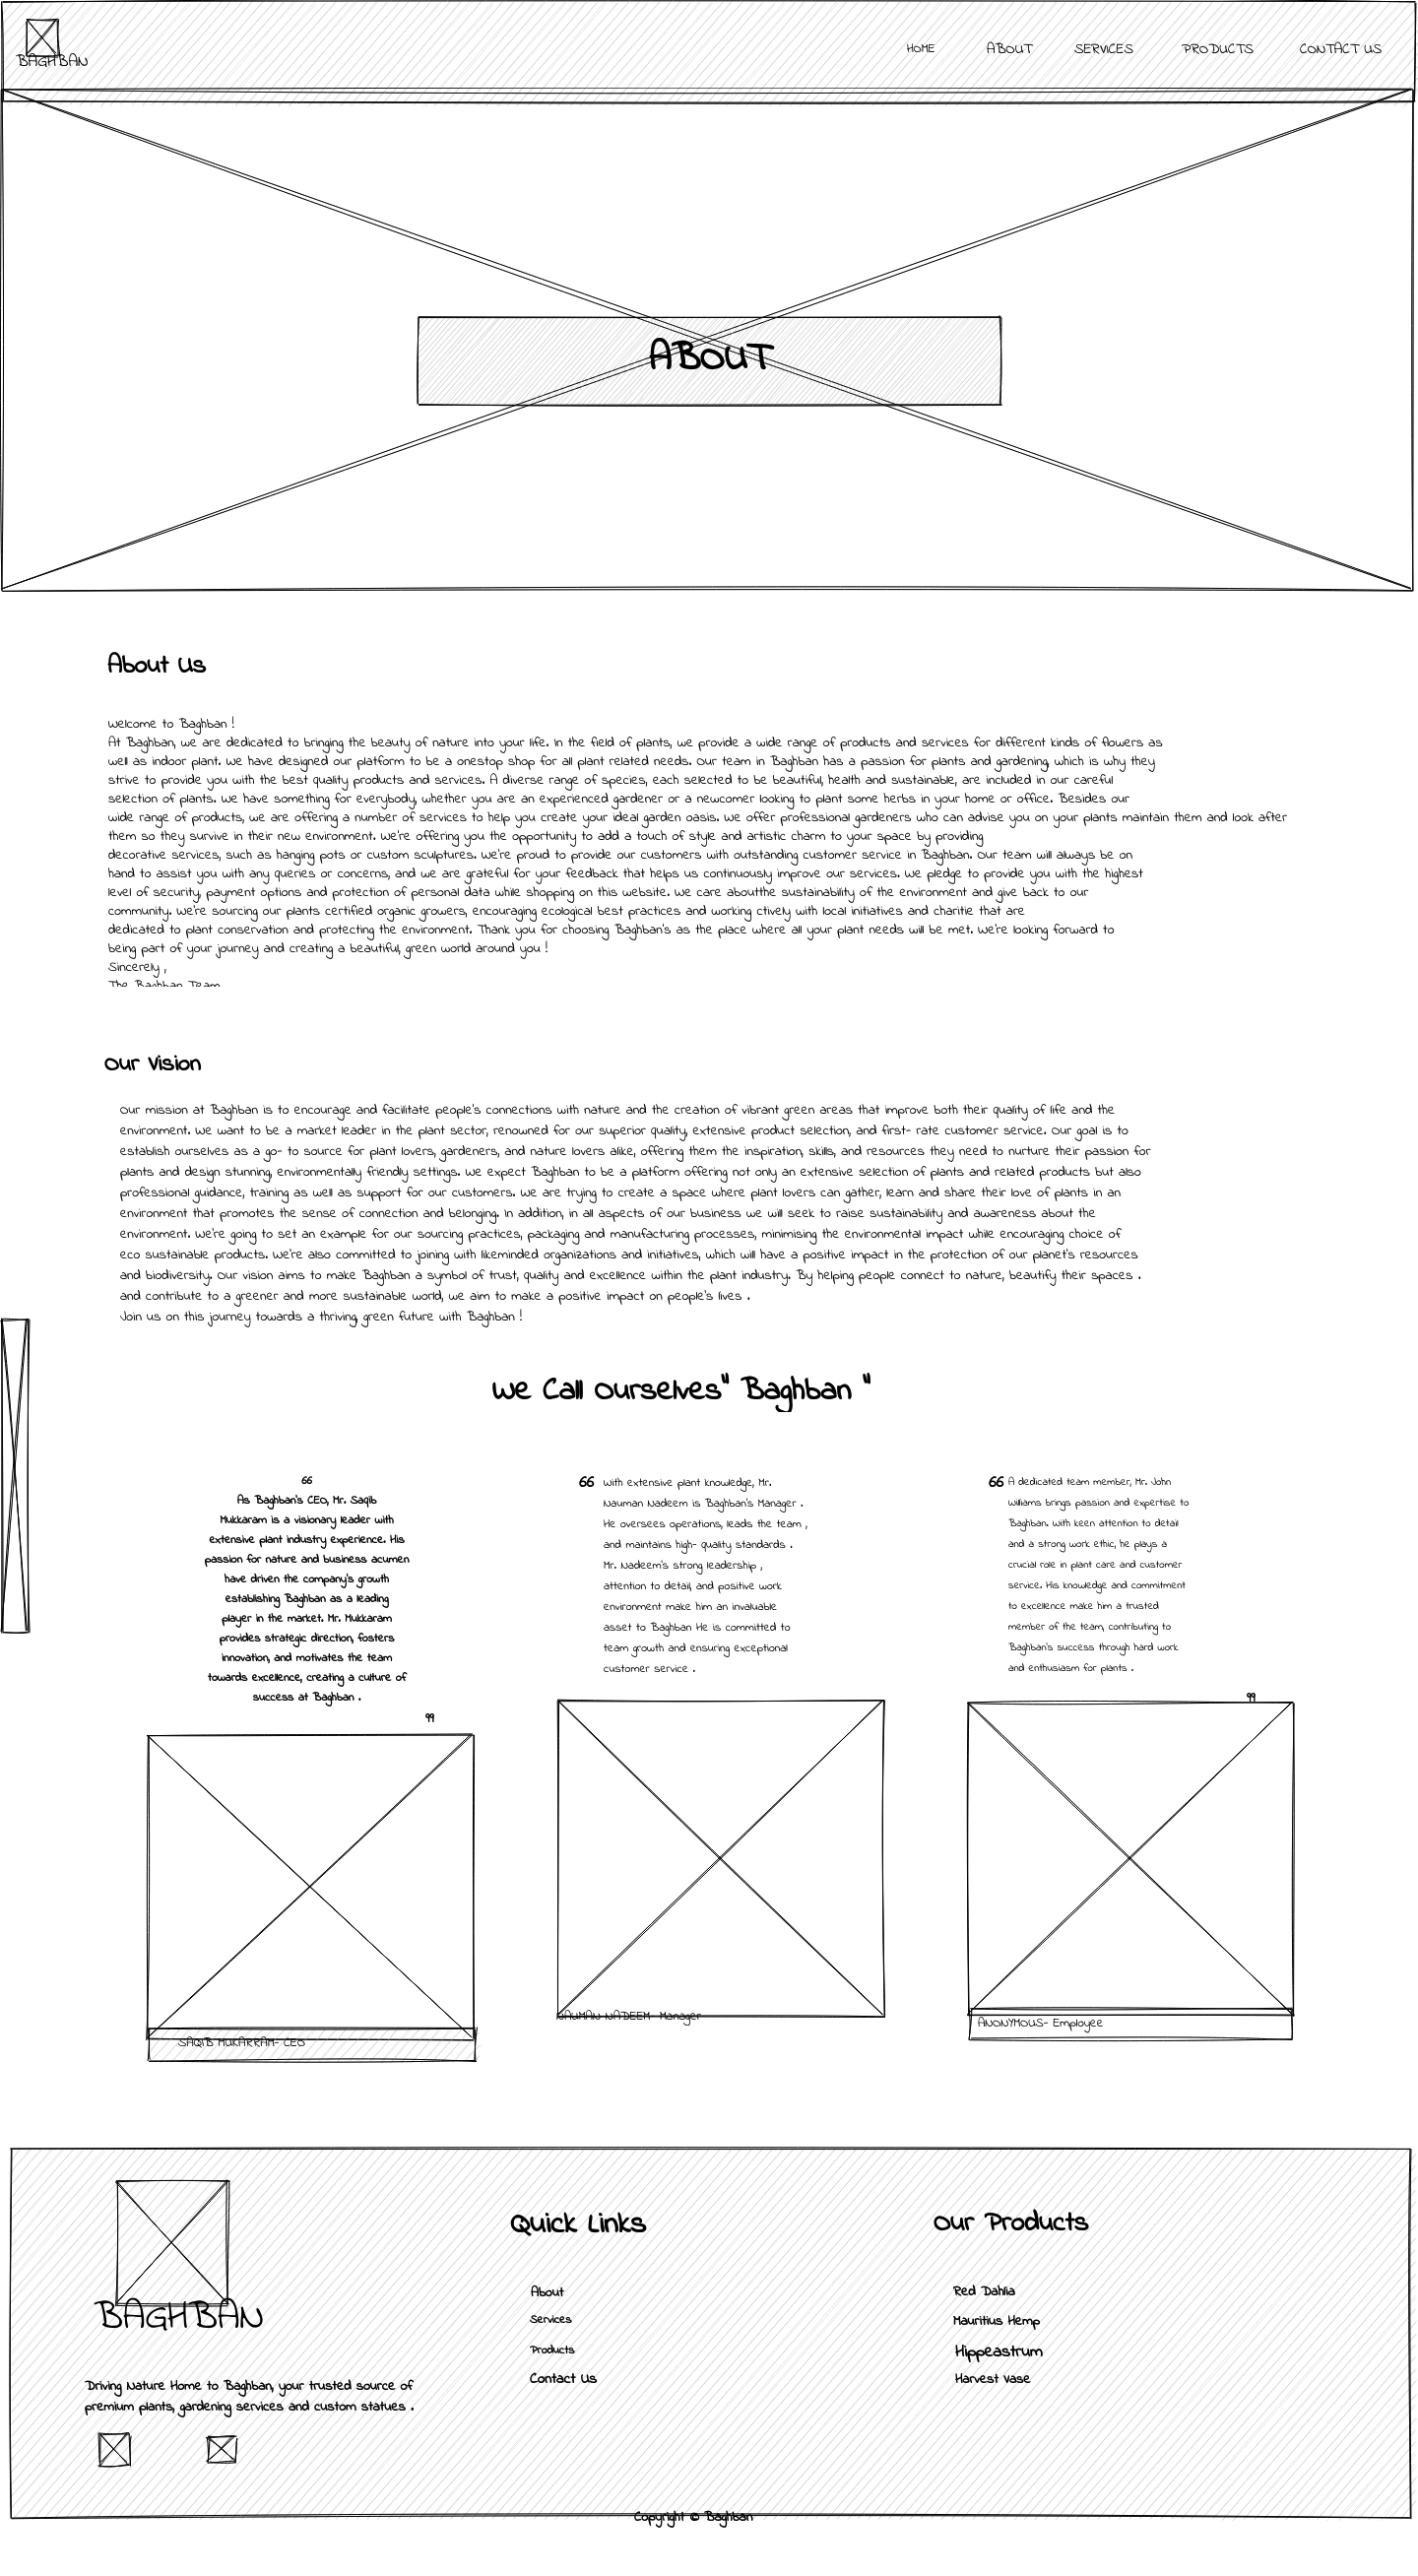 BAGHBAN
HOME ABOUT SERVICES PRODUCTS CONTACT US
ABOUT
About Us
Welcome to Baghban !
At Baghban, we are dedicated to bringing the beauty of nature into your life. In the field of plants, we provide a wide range of products and services for different kinds of flowers as
well as indoor plant. We have designed our platform to be a onestop shop for all plant related needs. Our team in Baghban has a passion for plants and gardening, which is why they
strive to provide you with the best quality products and services. A diverse range of species, each selected to be beautiful, health and sustainable, are included in our careful
selection of plants. We have something for everybody, whether you are an experienced gardener or a newcomer looking to plant some herbs in your home or office. Besides our
wide range of products, we are offering a number of services to help you create your ideal garden oasis. We offer professional gardeners who can advise you on your plants maintain them and look after
them so they survive in their new environment. We're offering you the opportunity to add a touch of style and artistic charm to your space by providing
decorative services, such as hanging pots or custom sculptures. We're proud to provide our customers with outstanding customer service in Baghban. Our team will always be on
hand to assist you with any queries or concerns, and we are grateful for your feedback that helps us continuously improve our services. We pledge to provide you with the highest
level of security, payment options and protection of personal data while shopping on this website. We care aboutthe sustainability of the environment and give back to our
community. We're sourcing our plants certified organic growers, encouraging ecological best practices and working ctively with local initiatives and charitie that are
dedicated to plant conservation and protecting the environment. Thank you for choosing Baghban's as the place where all your plant needs will be met. We're looking forward to
being part of your journey and creating a beautiful, green world around you !
Sincerely ,
The Baghban Team
Our Vision
Our mission at Baghban is to encourage and facilitate people's connections with nature and the creation of vibrant green areas that improve both their quality of life and the
environment. We want to be a market leader in the plant sector, renowned for our superior quality, extensive product selection, and first- rate customer service. Our goal is to
establish ourselves as a go- to source for plant lovers, gardeners, and nature lovers alike, offering them the inspiration, skills, and resources they need to nurture their passion for
plants and design stunning, environmentally friendly settings. We expect Baghban to be a platform offering not only an extensive selection of plants and related products but also
professional guidance, training as well as support for our customers. We are trying to create a space where plant lovers can gather, learn and share their love of plants in an
environment that promotes the sense of connection and belonging. In addition, in all aspects of our business we will seek to raise sustainability and awareness about the
environment. We're going to set an example for our sourcing practices, packaging and manufacturing processes, minimising the environmental impact while encouraging choice of
eco sustainable products. We're also committed to joining with likeminded organizations and initiatives, which will have a positive impact in the protection of our planet's resources
and biodiversity. Our vision aims to make Baghban a symbol of trust, quality and excellence within the plant industry. By helping people connect to nature, beautify their spaces .
and contribute to a greener and more sustainable world, we aim to make a positive impact on people's lives .
Join us on this journey towards a thriving, green future with Baghban !
We Call Ourselves" Baghban "
“
As Baghban's CEO, Mr. Saqib
Mukkaram is a visionary leader with
extensive plant industry experience. His
passion for nature and business acumen
have driven the company's growth
establishing Baghban as a leading
player in the market. Mr. Mukkaram
provides strategic direction, fosters
innovation, and motivates the team
towards excellence, creating a culture of
success at Baghban .
”
SAQIB MUKARRAM- CEO
“ With extensive plant knowledge, Mr.
Nauman Nadeem is Baghban's Manager .
He oversees operations, leads the team ,
and maintains high- quality standards .
Mr. Nadeem's strong leadership ,
attention to detail, and positive work
environment make him an invaluable
asset to Baghban He is committed to
team growth and ensuring exceptional
customer service .
NAUMAN NADEEM- Manager
“ A dedicated team member, Mr. John
Williams brings passion and expertise to
Baghban. With keen attention to detail
and a strong work ethic, he plays a
crucial role in plant care and customer
service. His knowledge and commitment
to excellence make him a trusted
member of the team, contributing to
Baghban's success through hard work
and enthusiasm for plants .
”
ANONYMOUS- Employee
BAGHBAN
Driving Nature Home to Baghban, your trusted source of
premium plants, gardening services and custom statues .
Quick Links
About
Services
Products
Contact Us
Our Products
Red Dahlia
Mauritius Hemp
Hippeastrum
Harvest Vase
Copyright © Baghban